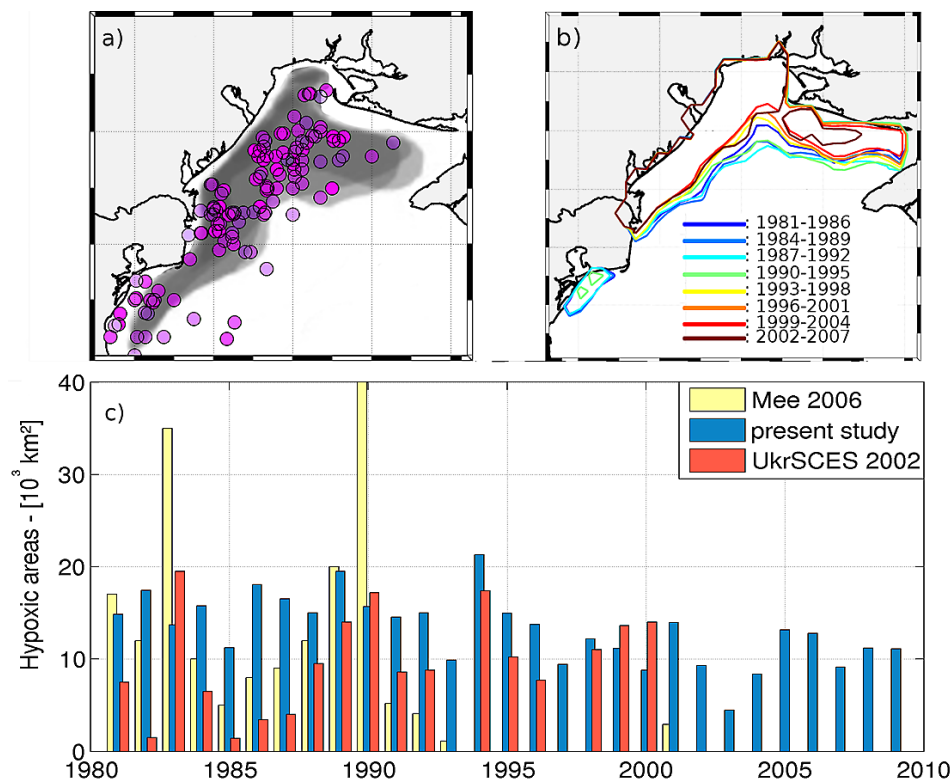 a)
b)
: 1981-1986
: 1984-1989
: 1987-1992
: 1990-1995
: 1993-1998
: 1996-2001
: 1999-2004
: 2002-2007
c)
Mee 2006
present study
UkrSCES 2002
Hypoxic areas - [10³ km²]
40
30
20
10
0
1980 1985 1990 1995 2000 2005 2010